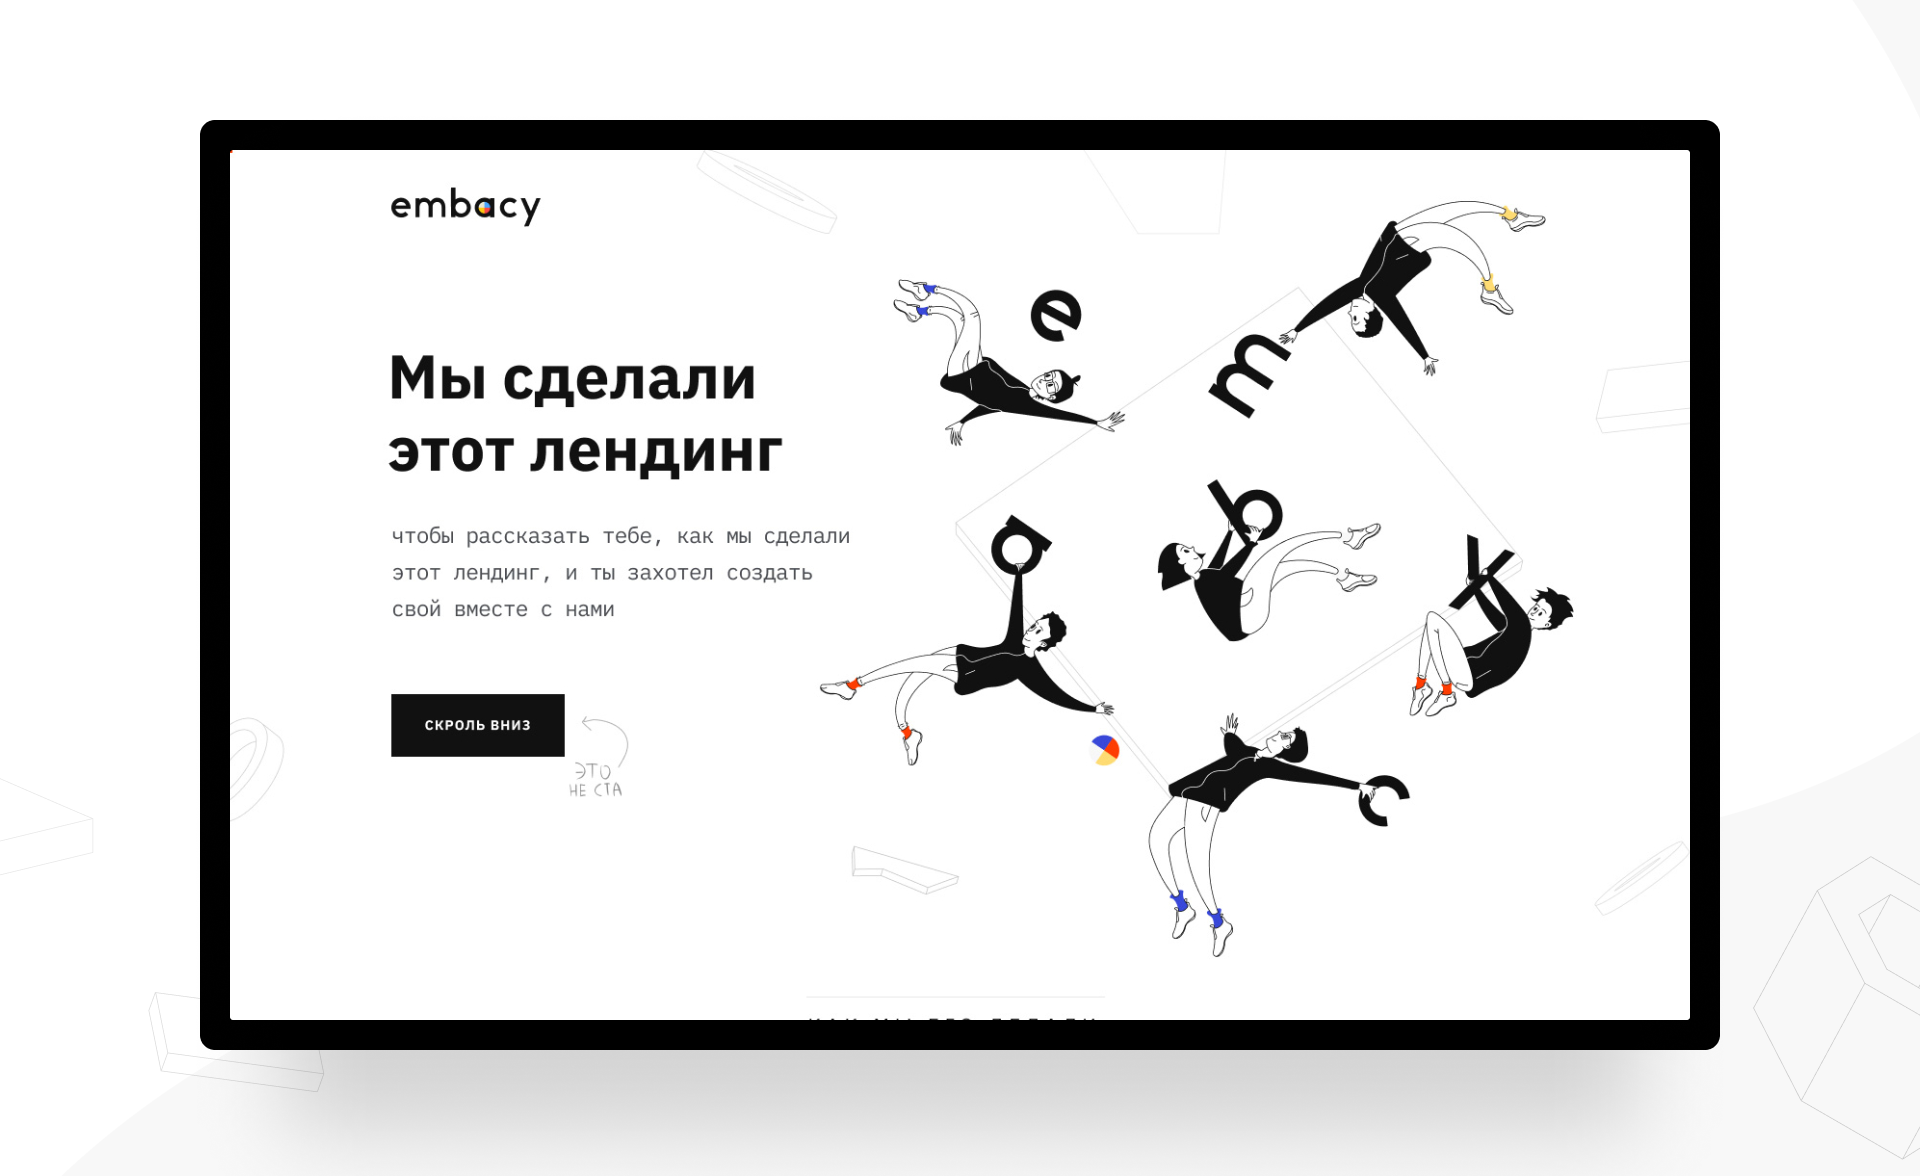 embacy
Мы сделали
этот лендинг
чтобы рассказать тебе, как мы сделали
этот лендинг, и ты захотел создать
свой вместе с нами
СКРОЛЬ ВНИЗ
ЭТО
НЕ СТА
e
m
b
a
y
c